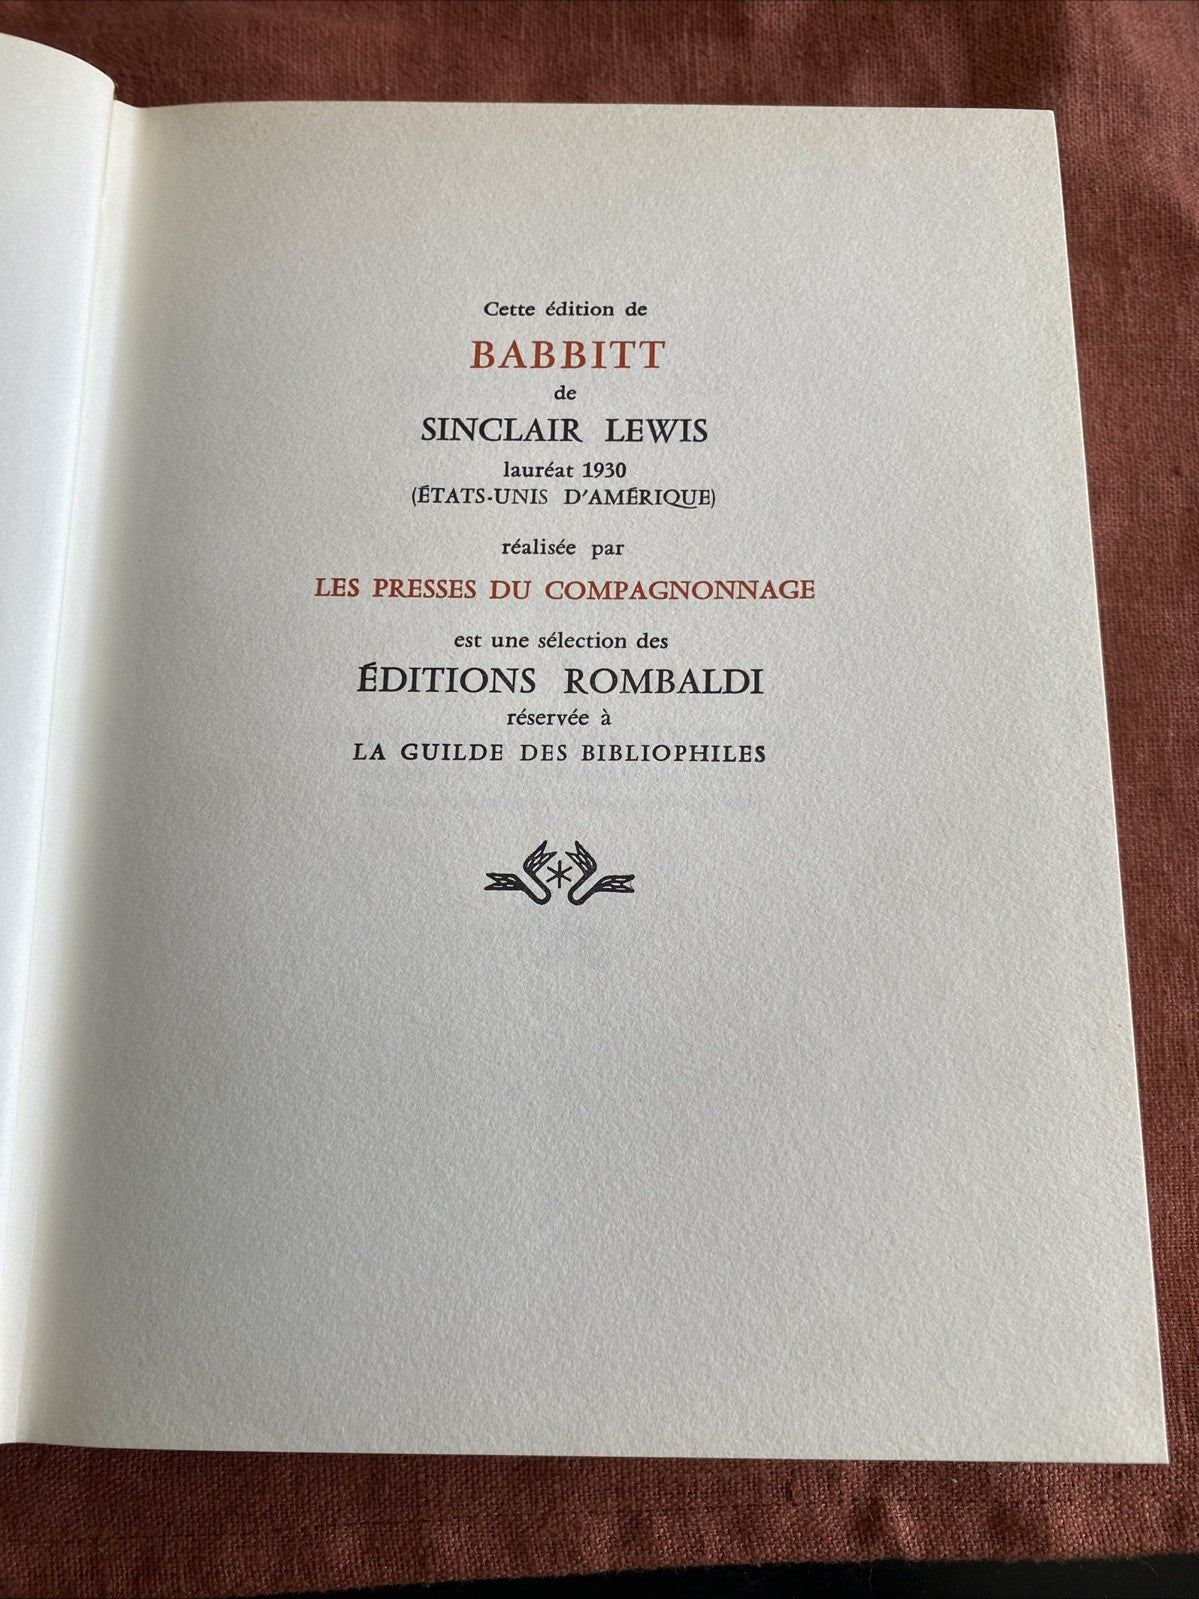 Cette édition de
BABBITT
de
SINCLAIR LEWIS
lauréat 1930
(ÉTATS-UNIS D'AMÉRIQUE)
réalisée par
LES PRESSES DU COMPAGNONNAGE
est une sélection des
ÉDITIONS ROMBALDI
réservée à
LA GUILDE DES BIBLIOPHILES